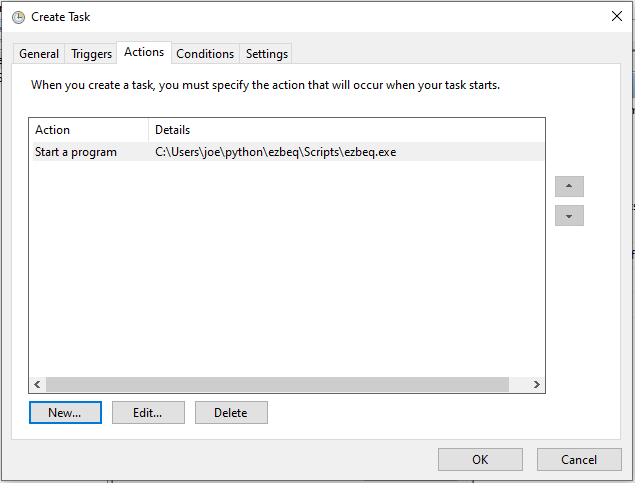 Create Task
General Triggers Actions Conditions Settings
When you create a task, you must specify the action that will occur when your task starts.
Action Details
Start a program C:\Users\joe\python\ezbeq\Scripts\ezbeq.exe
New... Edit... Delete
OK Cancel